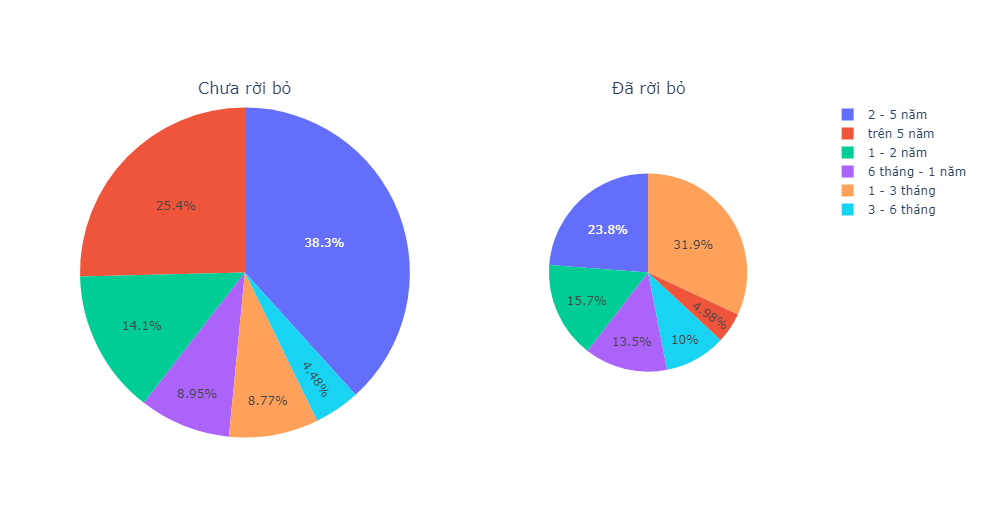 Chưa rời bỏ
38.3%
25.4%
14.1%
8.95%
8.77%
4.48%
Đã rời bỏ
31.9%
23.8%
15.7%
13.5%
10%
4.98%
2 - 5 năm
trên 5 năm
1 - 2 năm
6 tháng - 1 năm
1 - 3 tháng
3 - 6 tháng